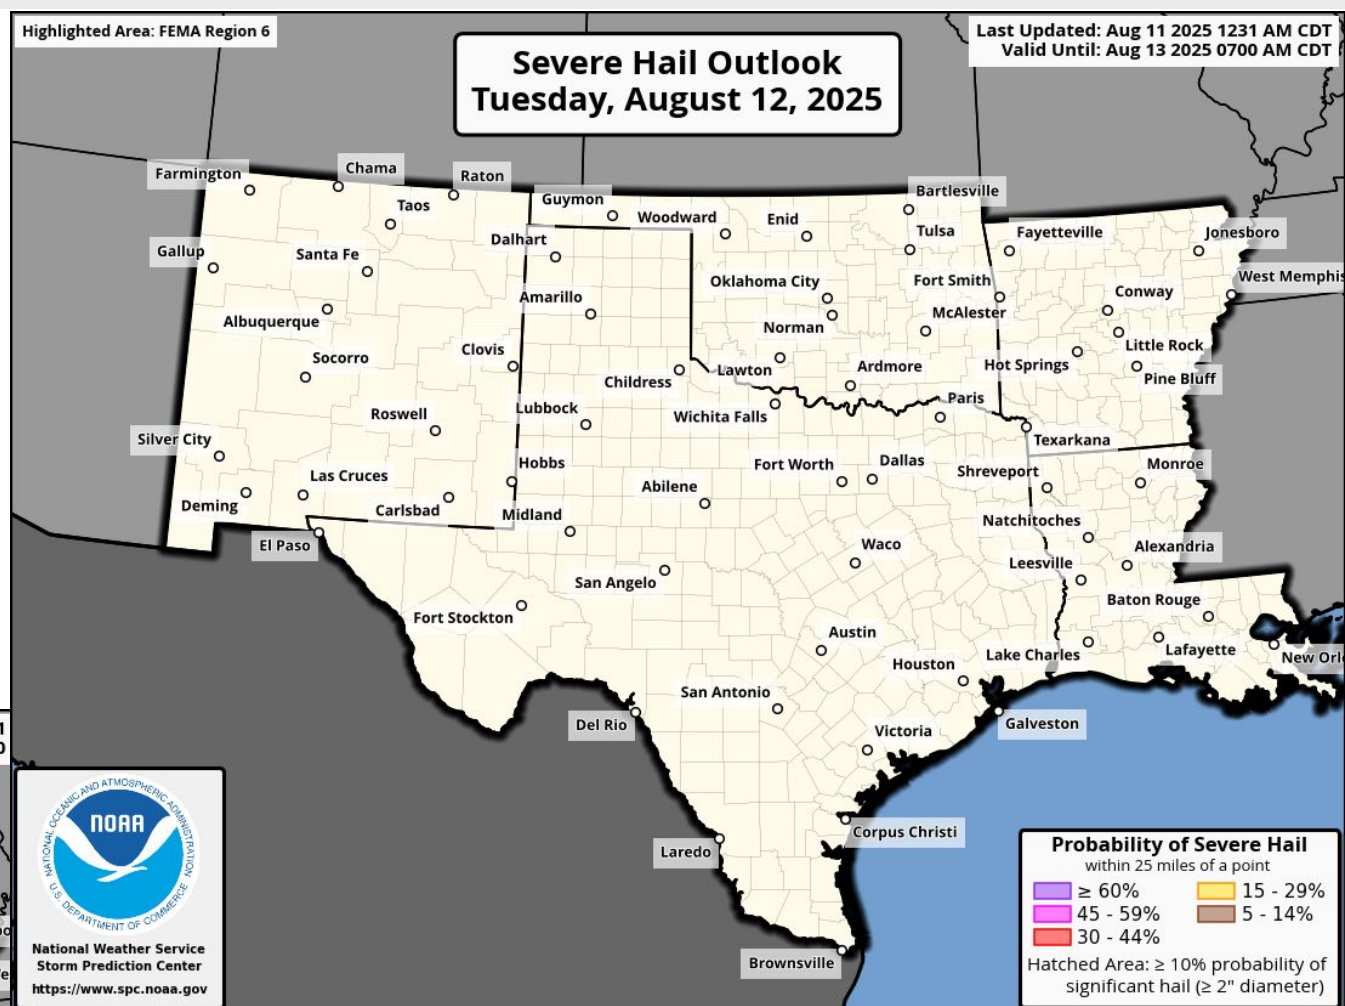 Highlighted Area: FEMA Region 6
Last Updated: Aug 11 2025 1231 AM CDT
Valid Until: Aug 13 2025 0700 AM CDT
Severe Hail Outlook
Tuesday, August 12, 2025
Farmington
Chama
Raton
Taos
Guymon
Woodward
Enid
Bartlesville
Tulsa
Fayetteville
Jonesboro
Gallup
Santa Fe
Dalhart
Oklahoma City
Fort Smith
West Memphis
Albuquerque
Amarillo
Norman
McAlester
Conway
Socorro
Clovis
Childress
Lawton
Ardmore
Hot Springs
Little Rock
Pine Bluff
Roswell
Lubbock
Wichita Falls
Paris
Texarkana
Silver City
Las Cruces
Hobbs
Abilene
Fort Worth
Dallas
Shreveport
Monroe
Deming
Carlsbad
Midland
Natchitoches
El Paso
San Angelo
Waco
Leesville
Alexandria
Fort Stockton
Austin
Baton Rouge
Houston
Lake Charles
Lafayette
New Orle
San Antonio
Del Rio
Victoria
Galveston
Laredo
Corpus Christi
Brownsville
NATIONAL OCEANIC AND ATMOSPHERIC ADMINISTRATION
NOAA
U.S. DEPARTMENT OF COMMERCE
National Weather Service
Storm Prediction Center
https://www.spc.noaa.gov
Probability of Severe Hail
within 25 miles of a point
≥ 60%
15 - 29%
45 - 59%
5 - 14%
30 - 44%
Hatched Area: ≥ 10% probability of
significant hail (≥ 2" diameter)